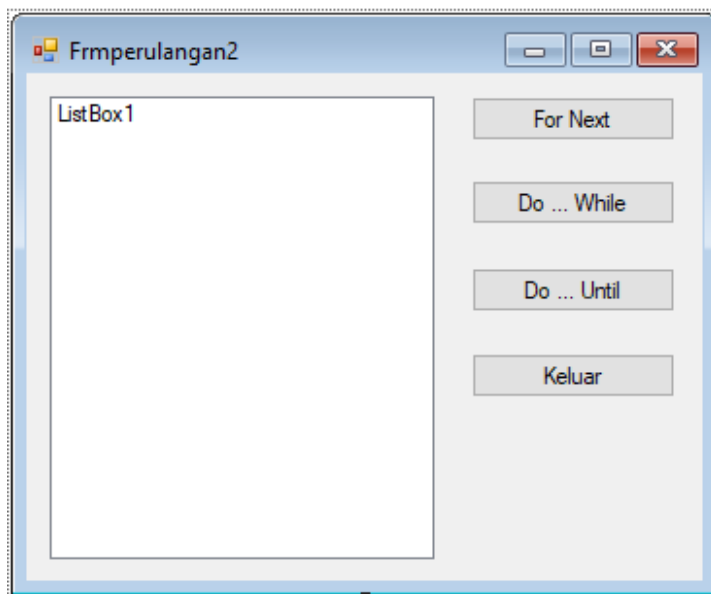 Frmperulangan2
ListBox1
For Next
Do ... While
Do ... Until
Keluar